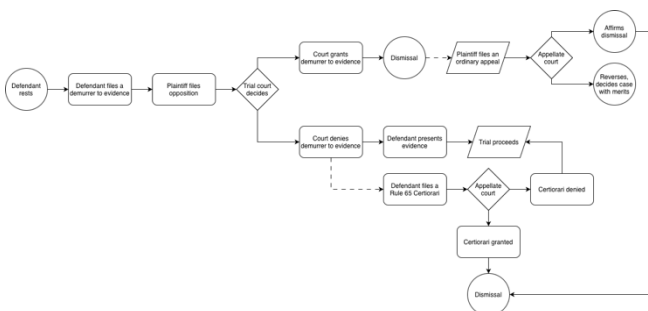 Defendant
rests
Defendant files a
demurrer to evidence
Plaintiff files
opposition
Trial court
decides
Court grants
demurrer to evidence
Dismissal
Plaintiff files an
ordinary appeal
Appellate
court
Affirms
dismissal
Reverses,
decides case
with merits
Court denies
demurrer to evidence
Defendant presents
evidence
Trial proceeds
Defendant files a
Rule 65 Certiorari
Appellate
court
Certiorari denied
Certiorari granted
Dismissal